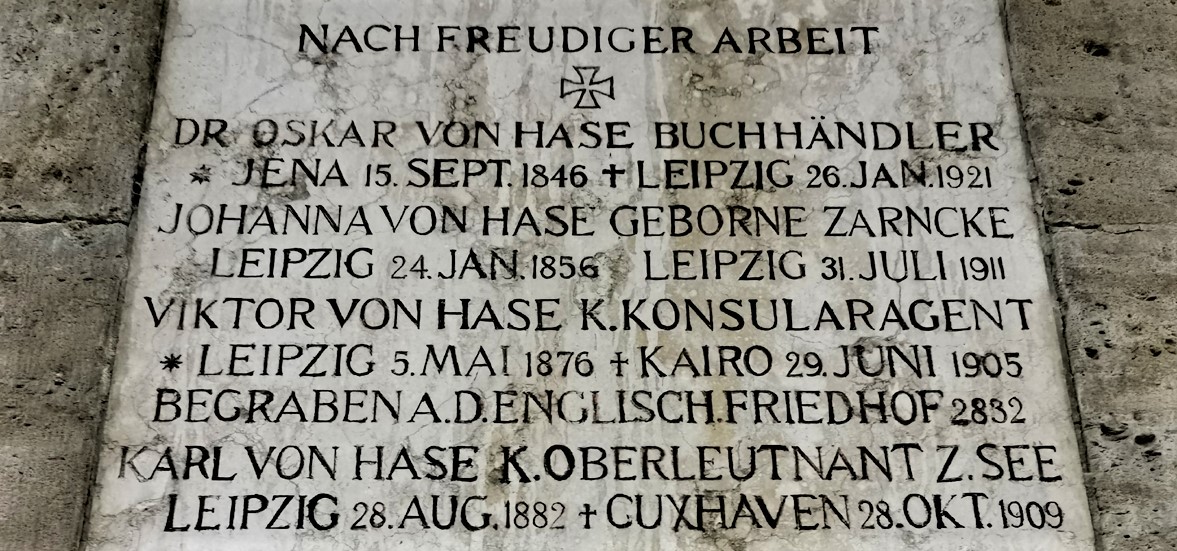 NACH FREUDIGER ARBEIT
DR OSKAR VON HASE BUCHHÄNDLER
* JENA 15. SEPT. 1846 † LEIPZIG 26. JAN. 1921
JOHANNA VON HASE GEBORNE ZARNCKE
LEIPZIG 24. JAN. 1856 LEIPZIG 31. JULI 1911
VIKTOR VON HASE K. KONSULARAGENT
* LEIPZIG 5. MAI 1876 † KAIRO 29. JUNI 1905
BEGRABEN A. D. ENGLISCH. FRIEDHOF 2832
KARL VON HASE K. OBERLEUTNANT Z. SEE
LEIPZIG 28. AUG. 1882 † CUXHAVEN 28. OKT. 1909